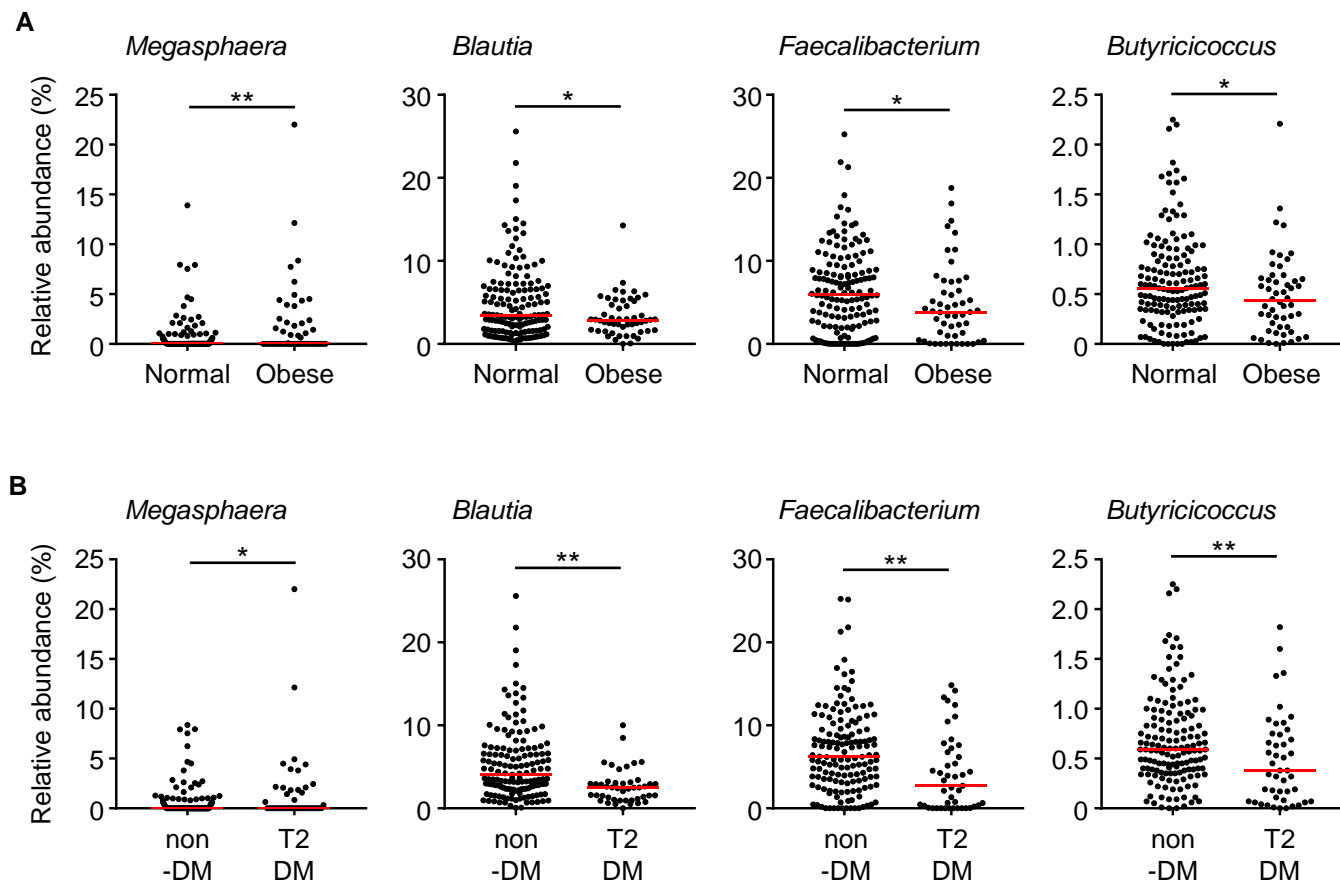 A
Megasphaera
Blautia
Faecalibacterium
Butyricicoccus
Relative abundance (%)
25
20
15
10
5
0
**
Normal
Obese
30
20
10
0
*
Normal
Obese
30
20
10
0
*
Normal
Obese
2.5
2.0
1.5
1.0
0.5
0
*
Normal
Obese
B
Megasphaera
Blautia
Faecalibacterium
Butyricicoccus
Relative abundance (%)
25
20
15
10
5
0
*
non
-DM
T2
DM
30
20
10
0
**
non
-DM
T2
DM
30
20
10
0
**
non
-DM
T2
DM
2.5
2.0
1.5
1.0
0.5
0
**
non
-DM
T2
DM